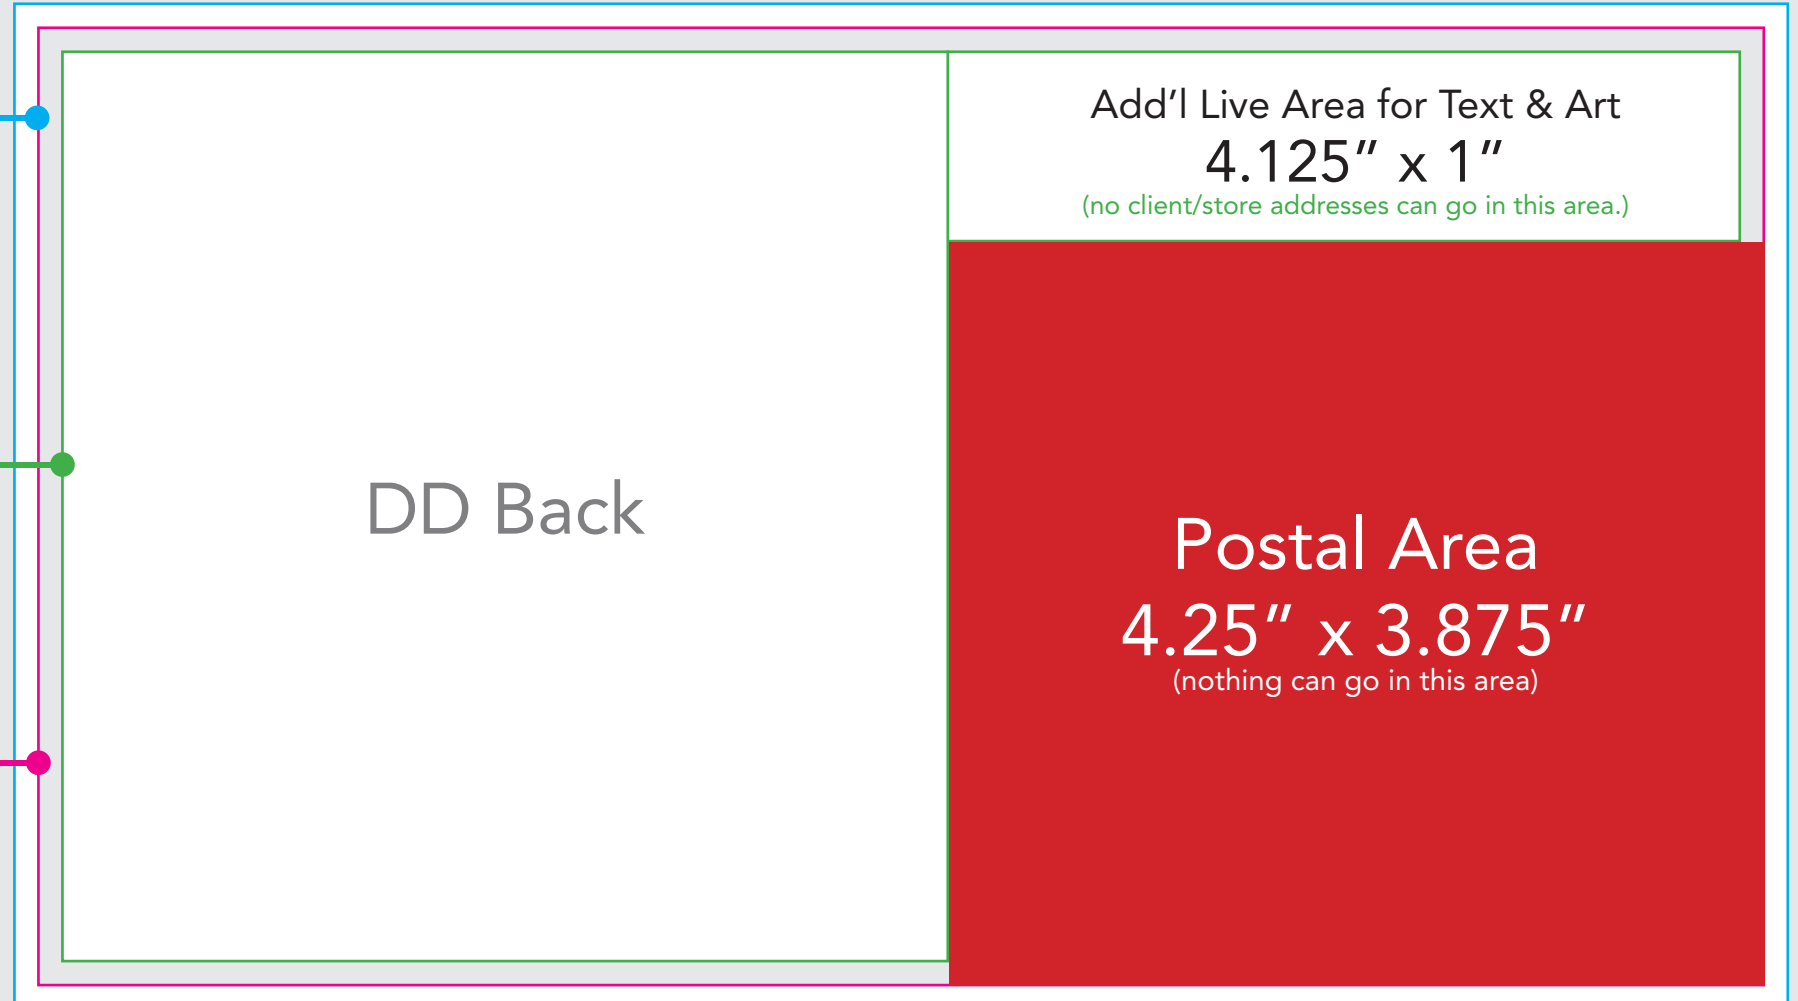 Add’l Live Area for Text & Art
4.125” x 1”
(no client/store addresses can go in this area.)
DD Back
Postal Area
4.25” x 3.875”
(nothing can go in this area)